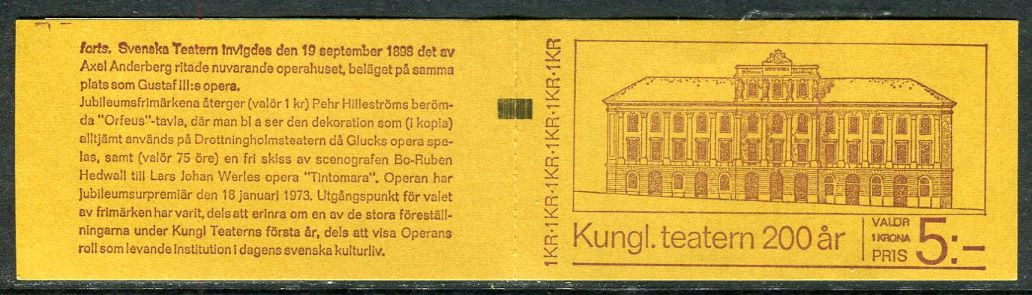 forts. Svenska Teatern invigdes den 19 september 1898 det av
Axel Anderberg ritade nuvarande operahuset, beläget på samma
plats som Gustaf III:s opera.
Jubileumsfrimärkena återger (valör 1 kr) Pehr Hilleströms beröm-
da "Orfeus"-tavla, där man bl a ser den dekoration som (i kopia)
alltjämt används på Drottningholmsteatern då Glucks opera spe-
las, samt (valör 75 öre) en fri skiss av scenografen Bo-Ruben
Hedwall till Lars Johan Werles opera "Tintomara". Operan har
jubileumsurpremiär den 18 januari 1973. Utgångspunkt för valet
av frimärken har varit, dels att erinra om en av de stora föreställ-
ningarna under Kungl Teaterns första år, dels att visa Operans
roll som levande institution i dagens svenska kulturliv.
1KR·1KR·1KR·1KR·1KR
Kungl. teatern 200 år
VALÖR
1 KRONA
PRIS
5:-